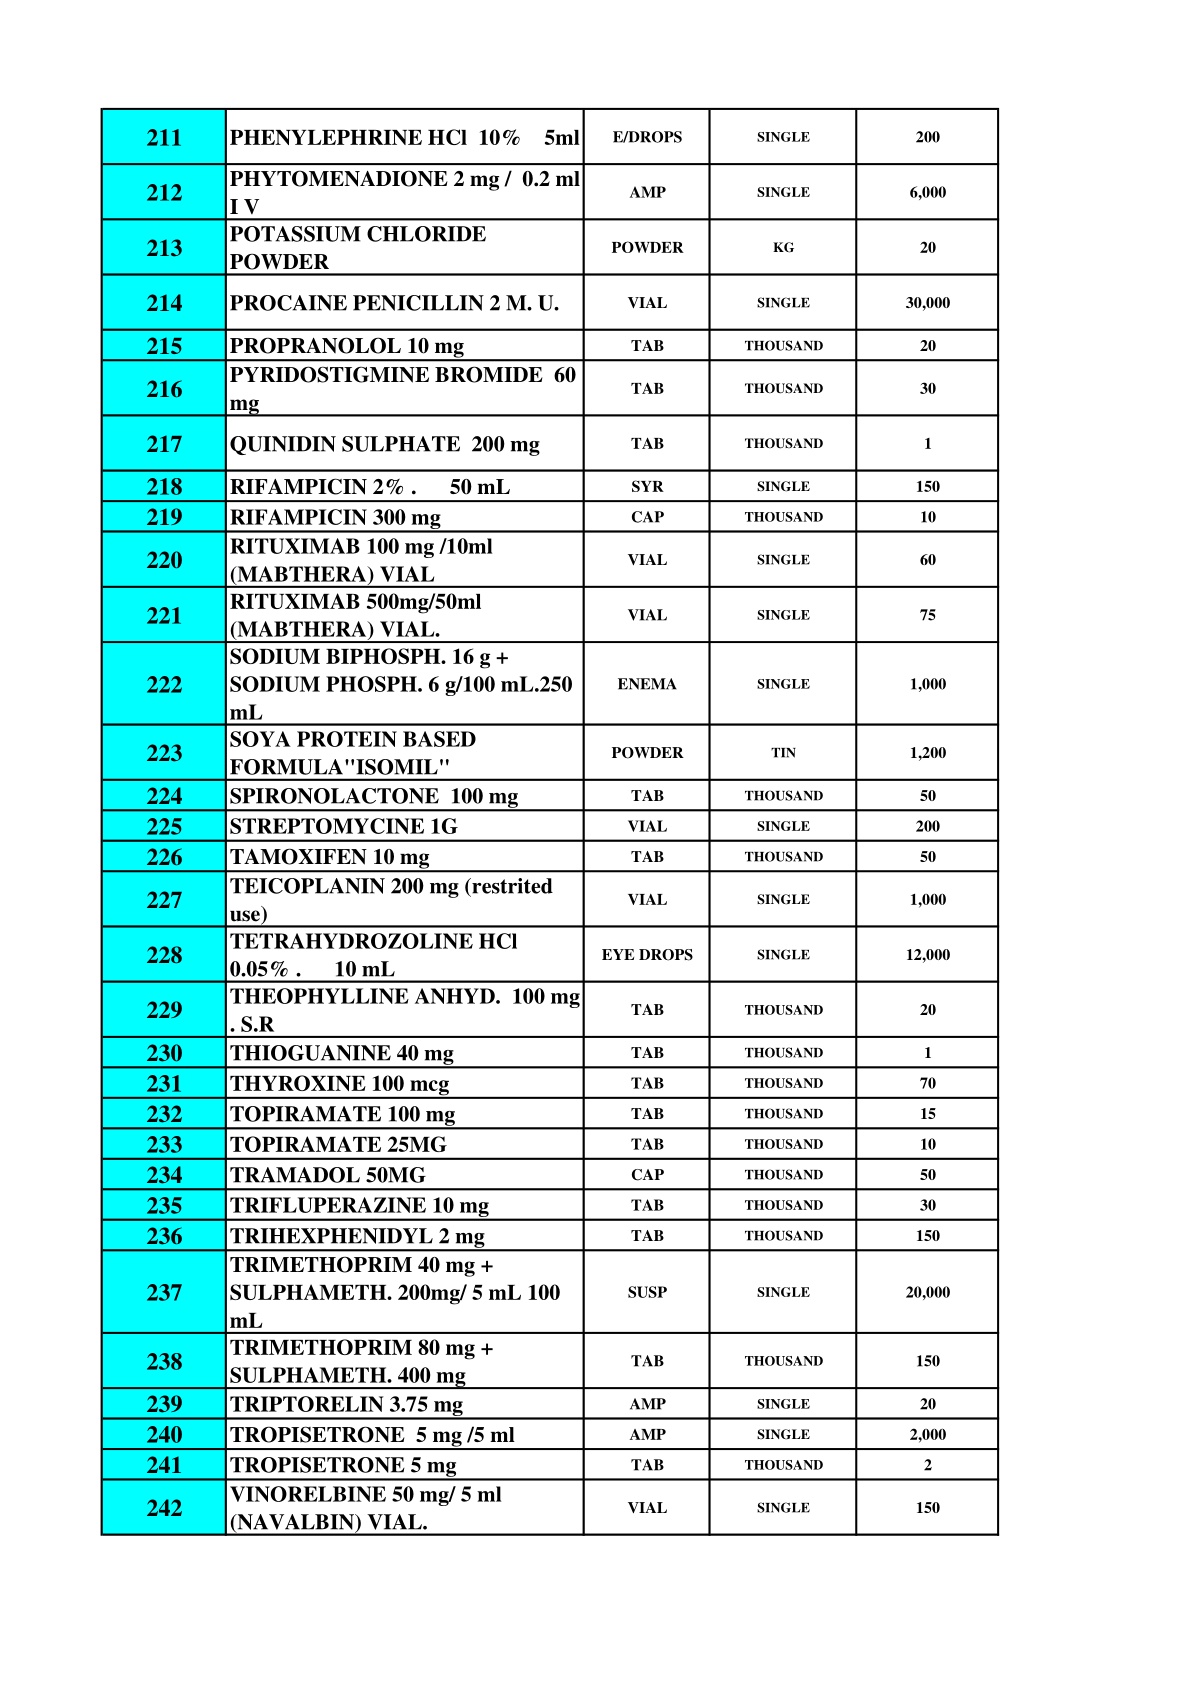 211 PHENYLEPHRINE HCl 10% 5ml E/DROPS SINGLE 200
212 PHYTOMENADIONE 2 mg / 0.2 ml I V AMP SINGLE 6,000
213 POTASSIUM CHLORIDE POWDER POWDER KG 20
214 PROCAINE PENICILLIN 2 M. U. VIAL SINGLE 30,000
215 PROPRANOLOL 10 mg TAB THOUSAND 20
216 PYRIDOSTIGMINE BROMIDE 60 mg TAB THOUSAND 30
217 QUINIDIN SULPHATE 200 mg TAB THOUSAND 1
218 RIFAMPICIN 2% . 50 mL SYR SINGLE 150
219 RIFAMPICIN 300 mg CAP THOUSAND 10
220 RITUXIMAB 100 mg /10ml (MABTHERA) VIAL VIAL SINGLE 60
221 RITUXIMAB 500mg/50ml (MABTHERA) VIAL. VIAL SINGLE 75
222 SODIUM BIPHOSPH. 16 g + SODIUM PHOSPH. 6 g/100 mL.250 mL ENEMA SINGLE 1,000
223 SOYA PROTEIN BASED FORMULA"ISOMIL" POWDER TIN 1,200
224 SPIRONOLACTONE 100 mg TAB THOUSAND 50
225 STREPTOMYCINE 1G VIAL SINGLE 200
226 TAMOXIFEN 10 mg TAB THOUSAND 50
227 TEICOPLANIN 200 mg (restrited use) VIAL SINGLE 1,000
228 TETRAHYDROZOLINE HCl 0.05% . 10 mL EYE DROPS SINGLE 12,000
229 THEOPHYLLINE ANHYD. 100 mg . S.R TAB THOUSAND 20
230 THIOGUANINE 40 mg TAB THOUSAND 1
231 THYROXINE 100 mcg TAB THOUSAND 70
232 TOPIRAMATE 100 mg TAB THOUSAND 15
233 TOPIRAMATE 25MG TAB THOUSAND 10
234 TRAMADOL 50MG CAP THOUSAND 50
235 TRIFLUPERAZINE 10 mg TAB THOUSAND 30
236 TRIHEXPHENIDYL 2 mg TAB THOUSAND 150
237 TRIMETHOPRIM 40 mg + SULPHAMETH. 200mg/ 5 mL 100 mL SUSP SINGLE 20,000
238 TRIMETHOPRIM 80 mg + SULPHAMETH. 400 mg TAB THOUSAND 150
239 TRIPTORELIN 3.75 mg AMP SINGLE 20
240 TROPISETRONE 5 mg /5 ml AMP SINGLE 2,000
241 TROPISETRONE 5 mg TAB THOUSAND 2
242 VINORELBINE 50 mg/ 5 ml (NAVALBIN) VIAL. VIAL SINGLE 150